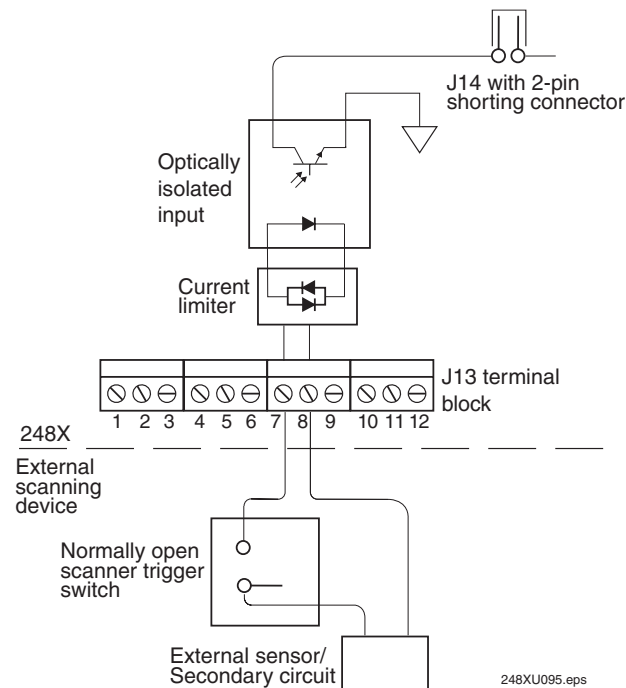 J14 with 2-pin
shorting connector
Optically
isolated
input
Current
limiter
J13 terminal
block
1 2 3 4 5 6 7 8 9 10 11 12
248X
External
scanning
device
Normally open
scanner trigger
switch
External sensor/
Secondary circuit
248XU095.eps